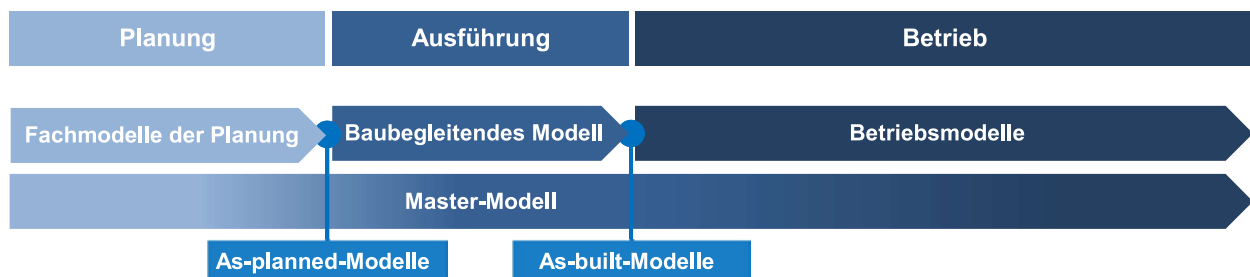 Planung
Ausführung
Betrieb
Fachmodelle der Planung
Baubegleitendes Modell
Betriebsmodelle
Master-Modell
As-planned-Modelle
As-built-Modelle